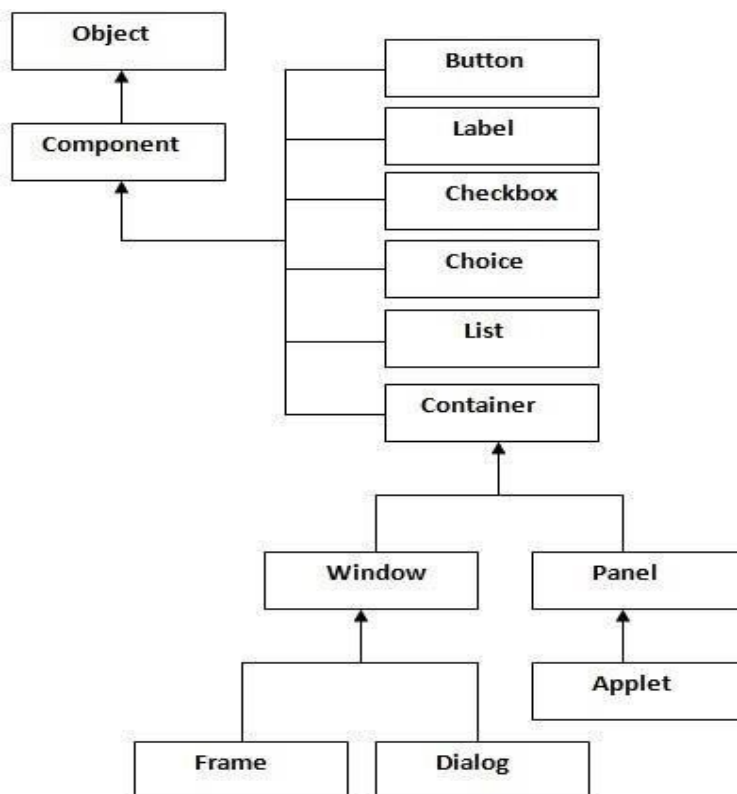 Object
Component
Button
Label
Checkbox
Choice
List
Container
Window
Panel
Applet
Frame
Dialog